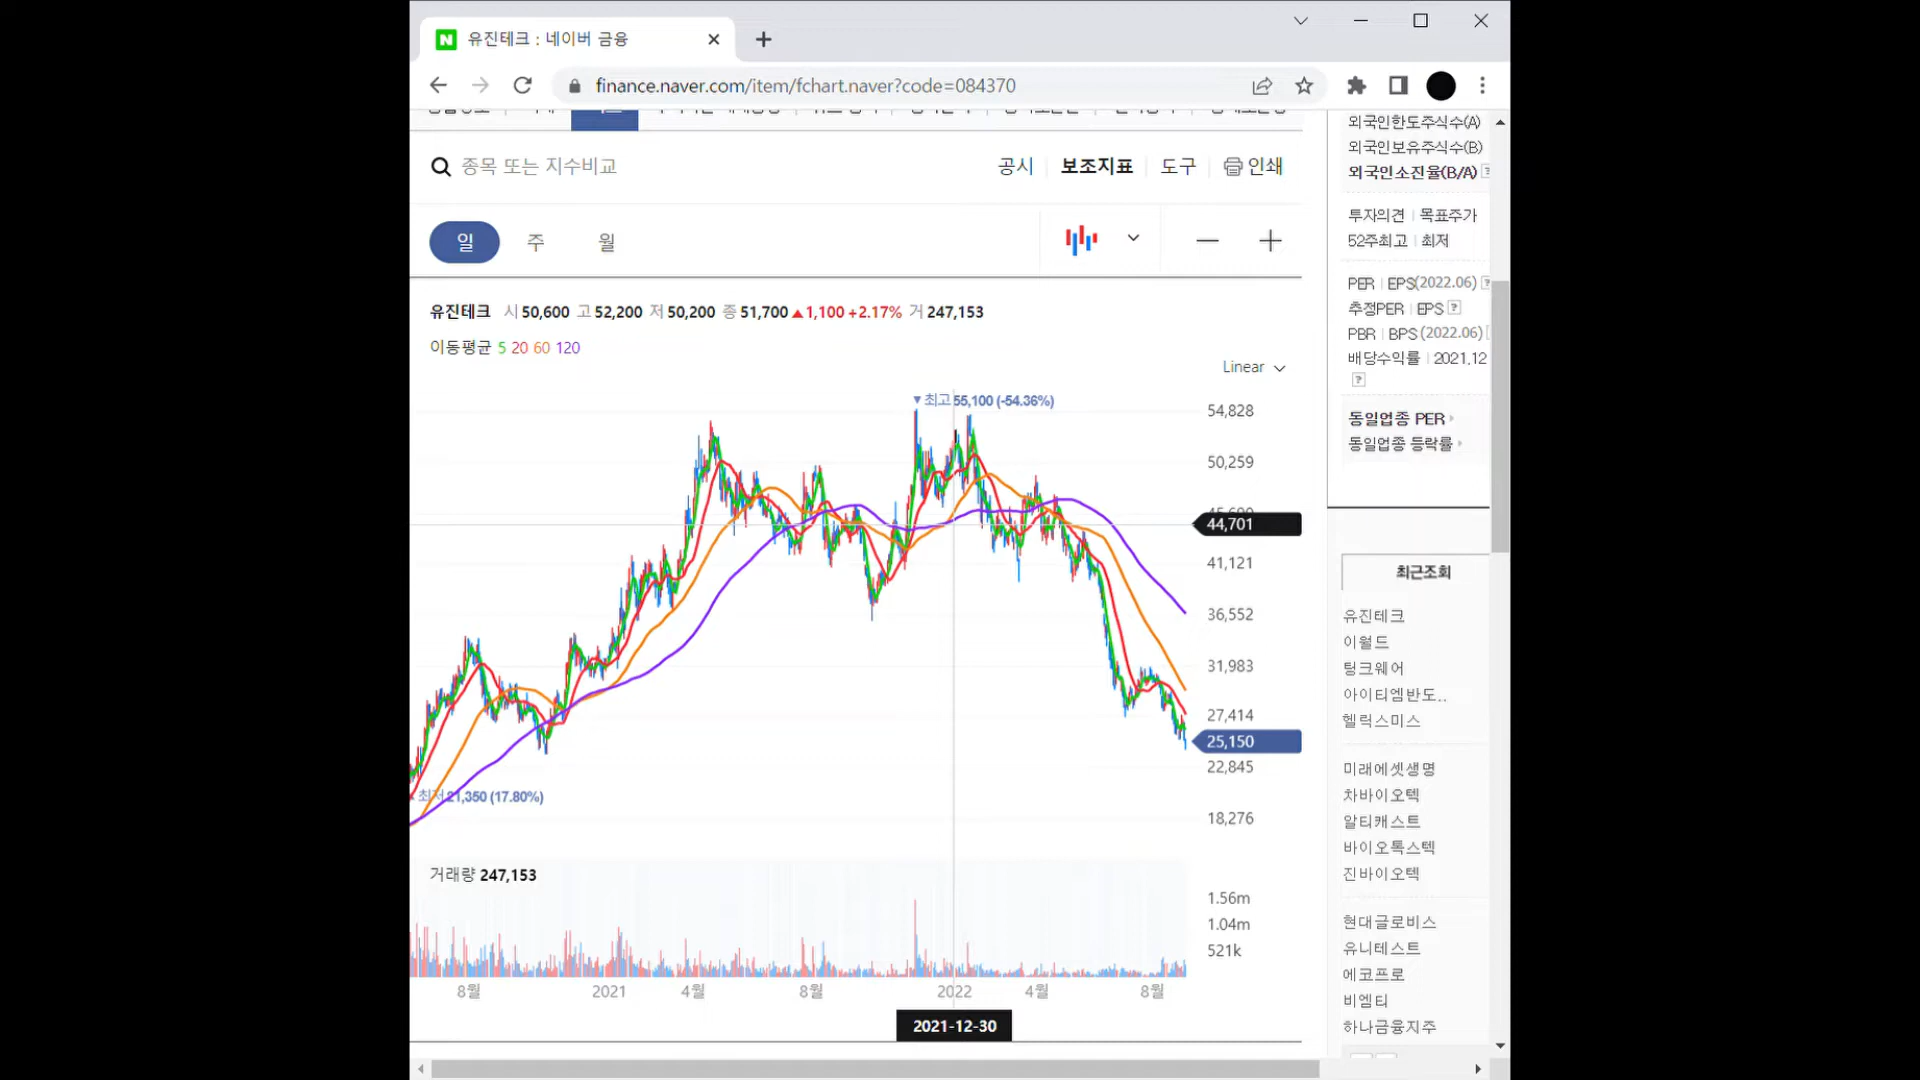 유진테크 : 네이버 금융
finance.naver.com/item/fchart.naver?code=084370
종목 또는 지수비교
공시 보조지표 도구 인쇄
일 주 월
유진테크 시 50,600 고 52,200 저 50,200 종 51,700 ▲1,100 +2.17% 거 247,153
이동평균 5 20 60 120
Linear
▼최고 55,100 (-54.36%)
54,828
50,259
44,701
41,121
36,552
31,983
27,414
25,150
22,845
18,276
최저 21,350 (17.80%)
거래량 247,153
1.56m
1.04m
521k
8월 2021 4월 8월 2022 4월 8월
2021-12-30
외국인한도주식수(A)
외국인보유주식수(B)
외국인소진율(B/A) ?
투자의견 | 목표주가
52주최고 | 최저
PER | EPS(2022.06) ?
추정PER | EPS ?
PBR | BPS (2022.06)
배당수익률 | 2021.12
?
동일업종 PER
동일업종 등락률
최근조회
유진테크
이월드
팅크웨어
아이티엠반도..
헬릭스미스
미래에셋생명
차바이오텍
알티캐스트
바이오톡스텍
진바이오텍
현대글로비스
유니테스트
에코프로
비엠티
하나금융지주